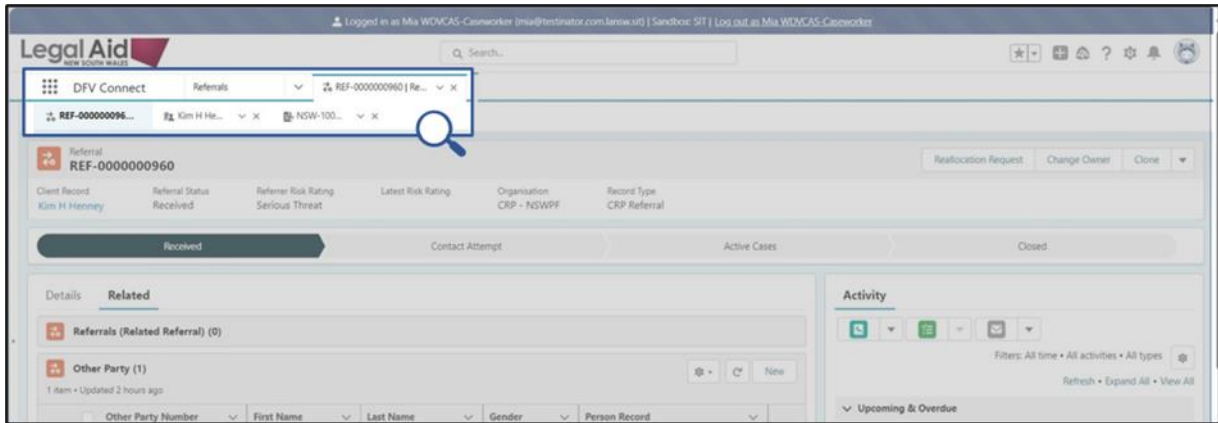 Logged in as Mia WDVCAS-Caseworker (mia@testinator.com.lansw.sit) | Sandbox: SIT | Log out as Mia WDVCAS-Caseworker
Legal Aid
NEW SOUTH WALES
Search...
DFV Connect Referrals REF-0000000960 | Re...
REF-000000096... Kim H He... NSW-100...
Referral
REF-0000000960
Reallocation Request Change Owner Clone
Client Record Referral Status Referrer Risk Rating Latest Risk Rating Organisation Record Type
Kim H Henney Received Serious Threat CRP - NSWPF CRP Referral
Received Contact Attempt Active Cases Closed
Details Related
Activity
Referrals (Related Referral) (0)
Other Party (1)
New
1 item • Updated 2 hours ago
Filters: All time • All activities • All types
Refresh • Expand All • View All
Other Party Number First Name Last Name Gender Person Record
Upcoming & Overdue